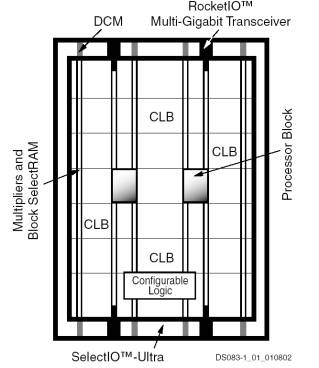 DCM
RocketIO™
Multi-Gigabit Transceiver
CLB
CLB
Multipliers and
Block SelectRAM
Processor Block
CLB
CLB
Configurable
Logic
SelectIO™-Ultra
DS083-1_01_010802